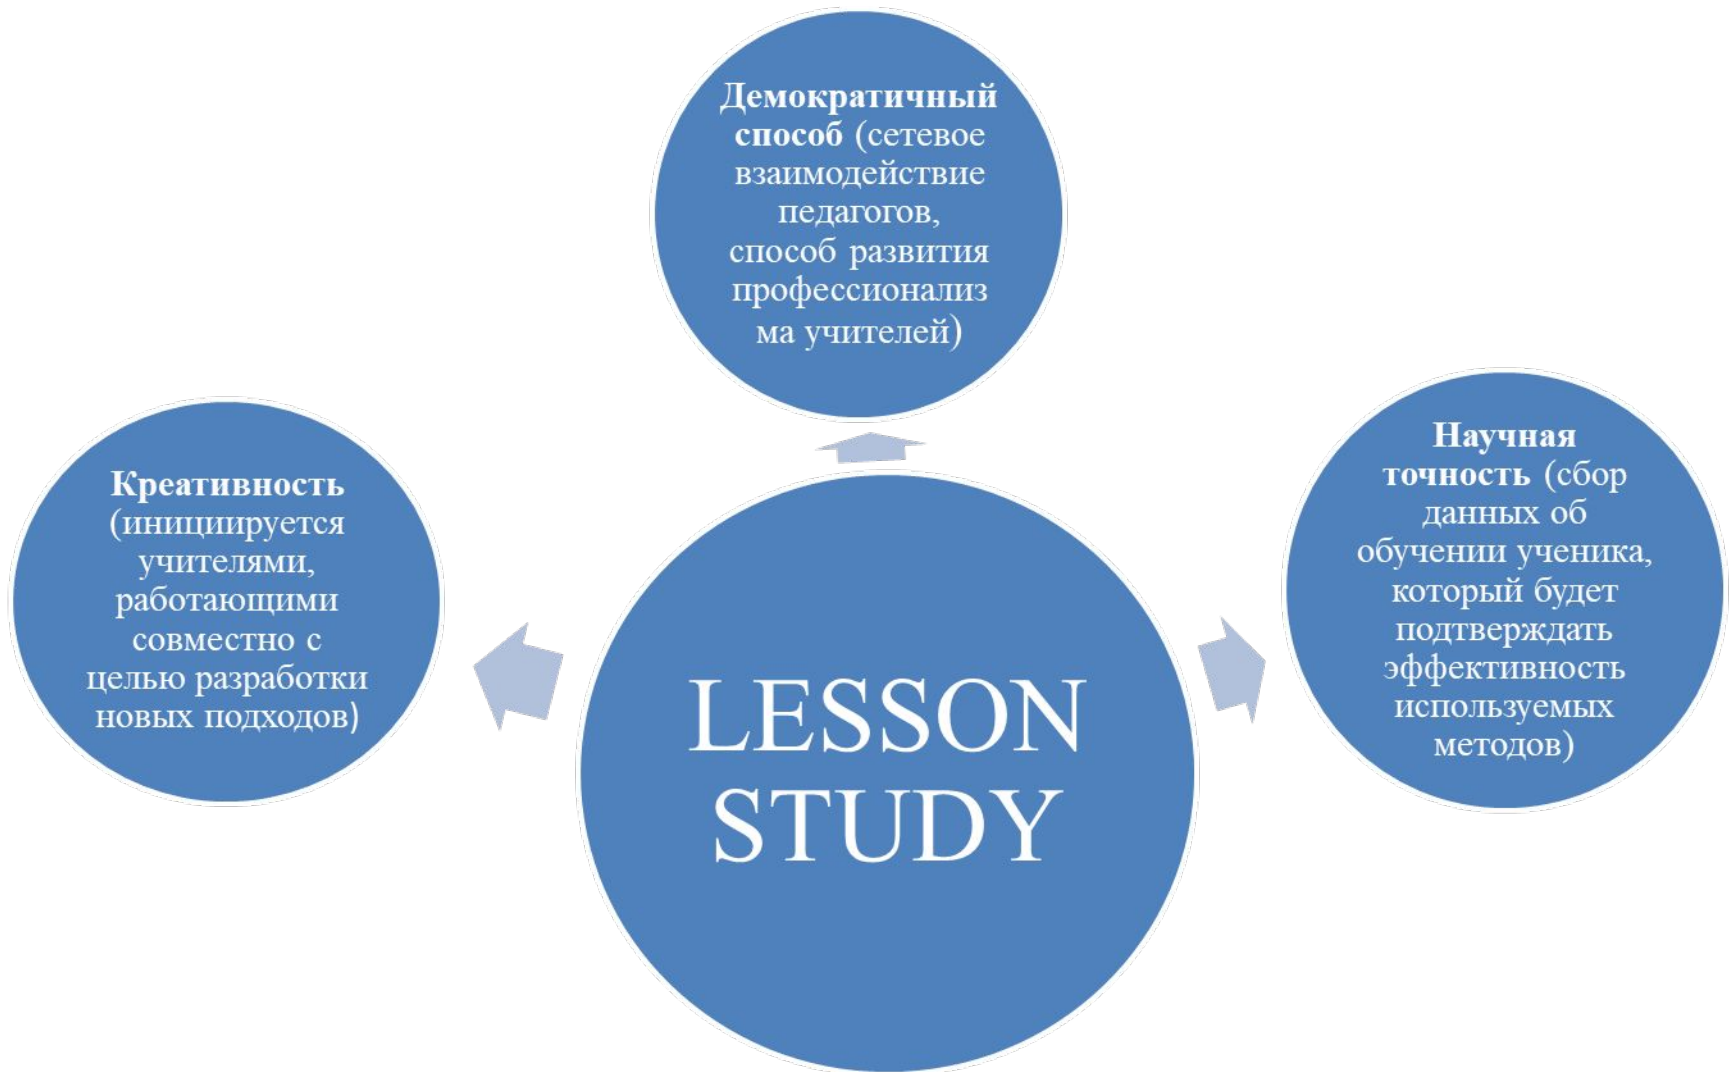 Демократичный
способ (сетевое
взаимодействие
педагогов,
способ развития
профессионализ
ма учителей)
Креативность
(инициируется
учителями,
работающими
совместно с
целью разработки
новых подходов)
Научная
точность (сбор
данных об
обучении ученика,
который будет
подтверждать
эффективность
используемых
методов)
LESSON
STUDY